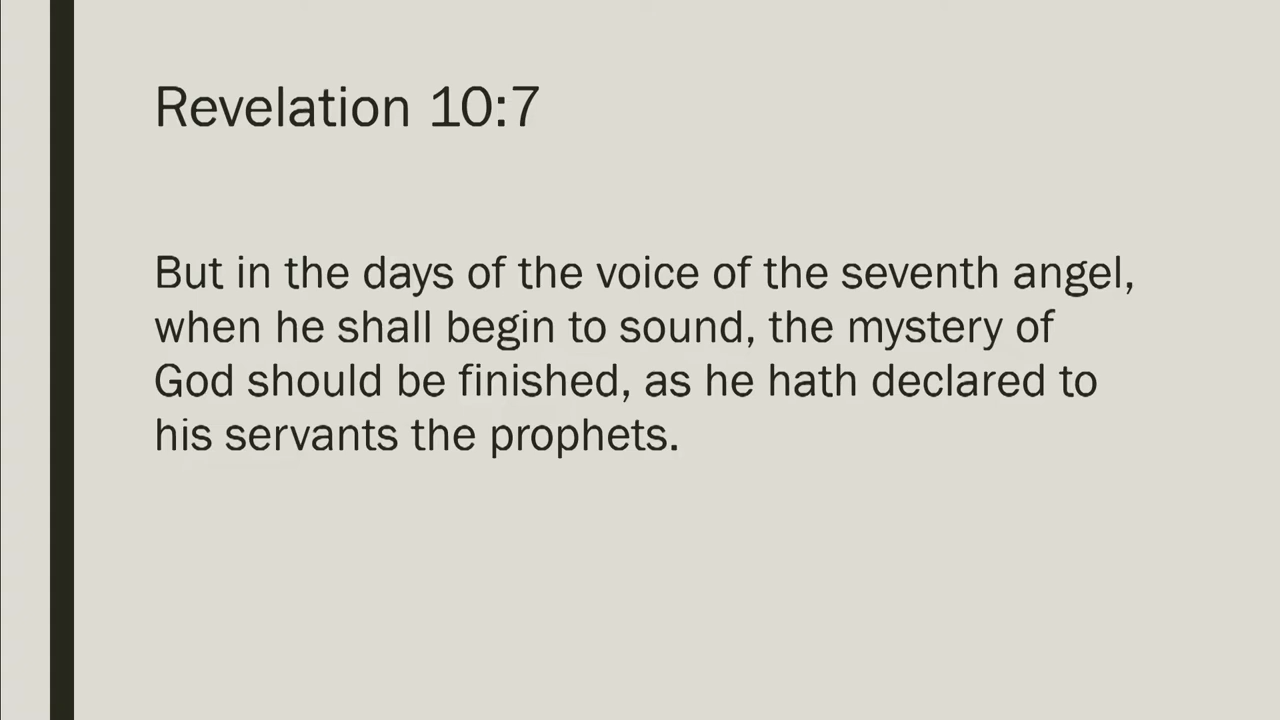 Revelation 10:7
But in the days of the voice of the seventh angel,
when he shall begin to sound, the mystery of
God should be finished, as he hath declared to
his servants the prophets.